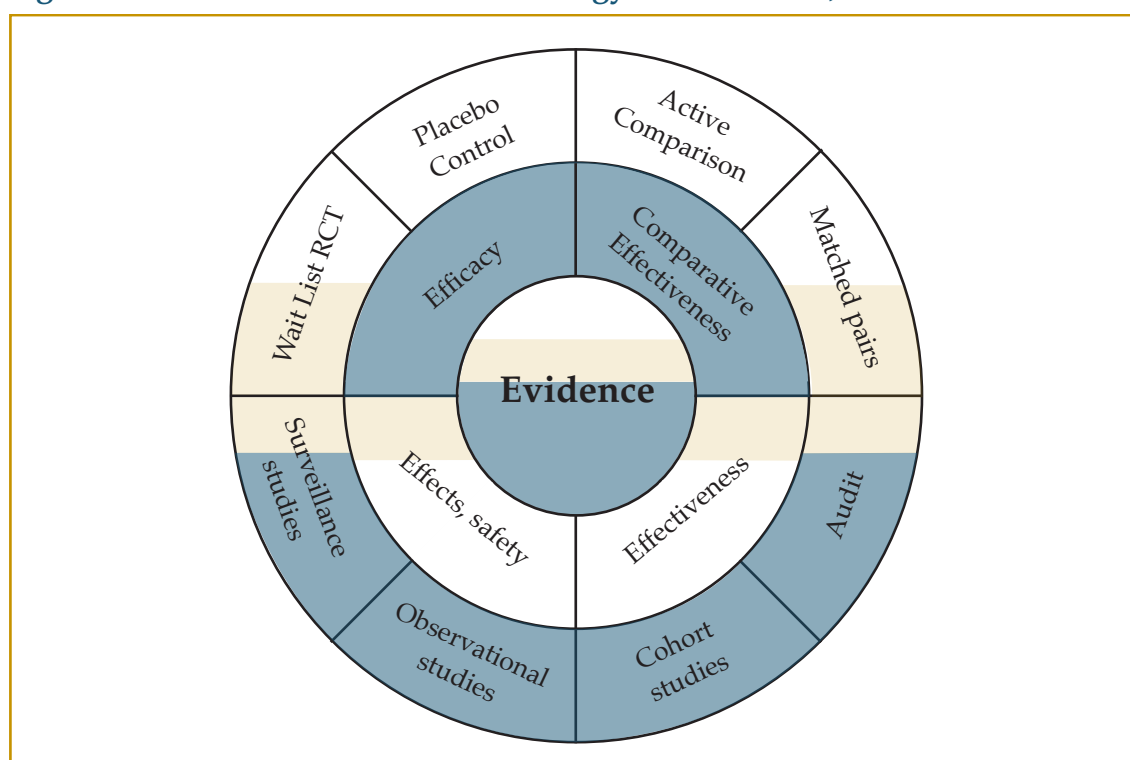 Placebo
Control
Active
Comparison
Wait List RCT
Matched pairs
Efficacy
Comparative
Effectiveness
Evidence
Surveillance
studies
Effects, safety
Effectiveness
Audit
Observational
studies
Cohort
studies